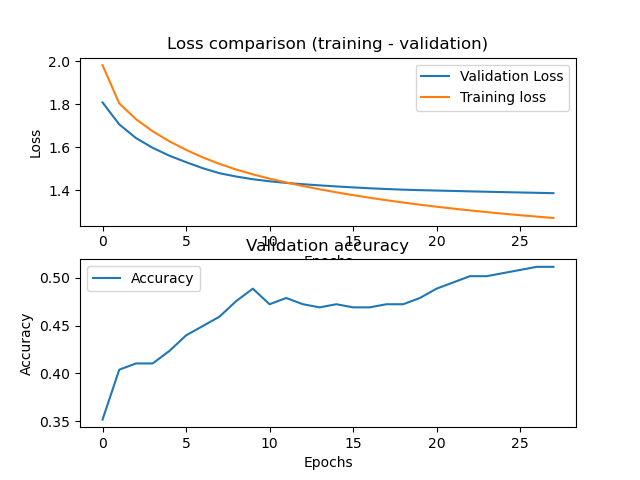 Loss comparison (training - validation)
Loss
2.0
1.8
1.6
1.4
Validation Loss
Training loss
0 5 10 15 20 25
Epochs
Validation accuracy
Accuracy
0.50
0.45
0.40
0.35
Accuracy
0 5 10 15 20 25
Epochs